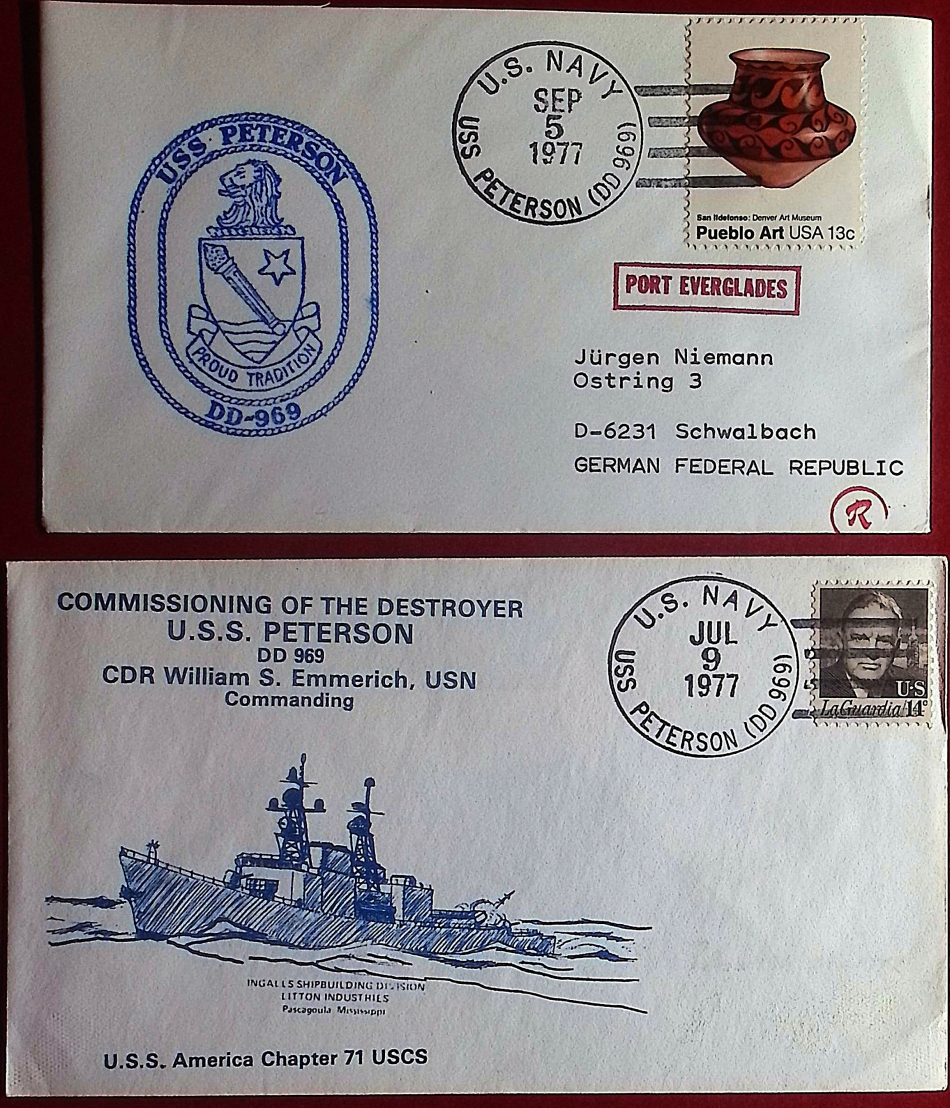 USS PETERSON
PROUD TRADITION
DD-969
U.S. NAVY
SEP
5
1977
USS PETERSON (DD 969)
San Ildefonso: Denver Art Museum
Pueblo Art USA 13c
PORT EVERGLADES
Jürgen Niemann
Ostring 3
D-6231 Schwalbach
GERMAN FEDERAL REPUBLIC
R
COMMISSIONING OF THE DESTROYER
U.S.S. PETERSON
DD 969
CDR William S. Emmerich, USN
Commanding
U.S. NAVY
JUL
9
1977
USS PETERSON (DD 969)
U·S
LaGuardia 14c
INGALLS SHIPBUILDING DIVISION
LITTON INDUSTRIES
Pascagoula Mississippi
U.S.S. America Chapter 71 USCS